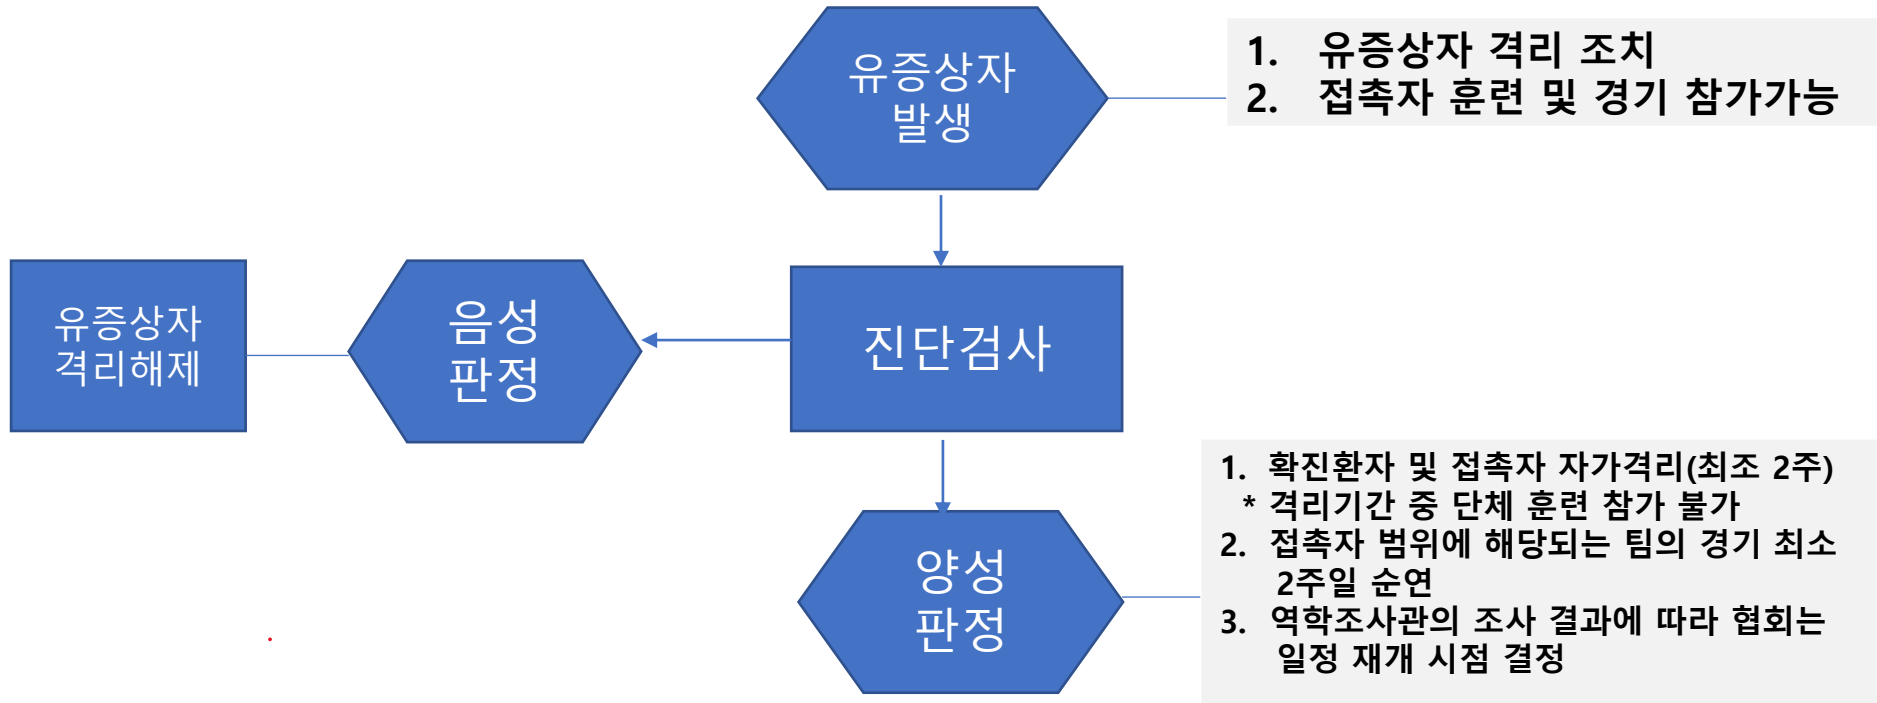 유증상자
발생
1. 유증상자 격리 조치
2. 접촉자 훈련 및 경기 참가가능
유증상자
격리해제
음성
판정
진단검사
양성
판정
1. 확진환자 및 접촉자 자가격리(최조 2주)
* 격리기간 중 단체 훈련 참가 불가
2. 접촉자 범위에 해당되는 팀의 경기 최소
2주일 순연
3. 역학조사관의 조사 결과에 따라 협회는
일정 재개 시점 결정